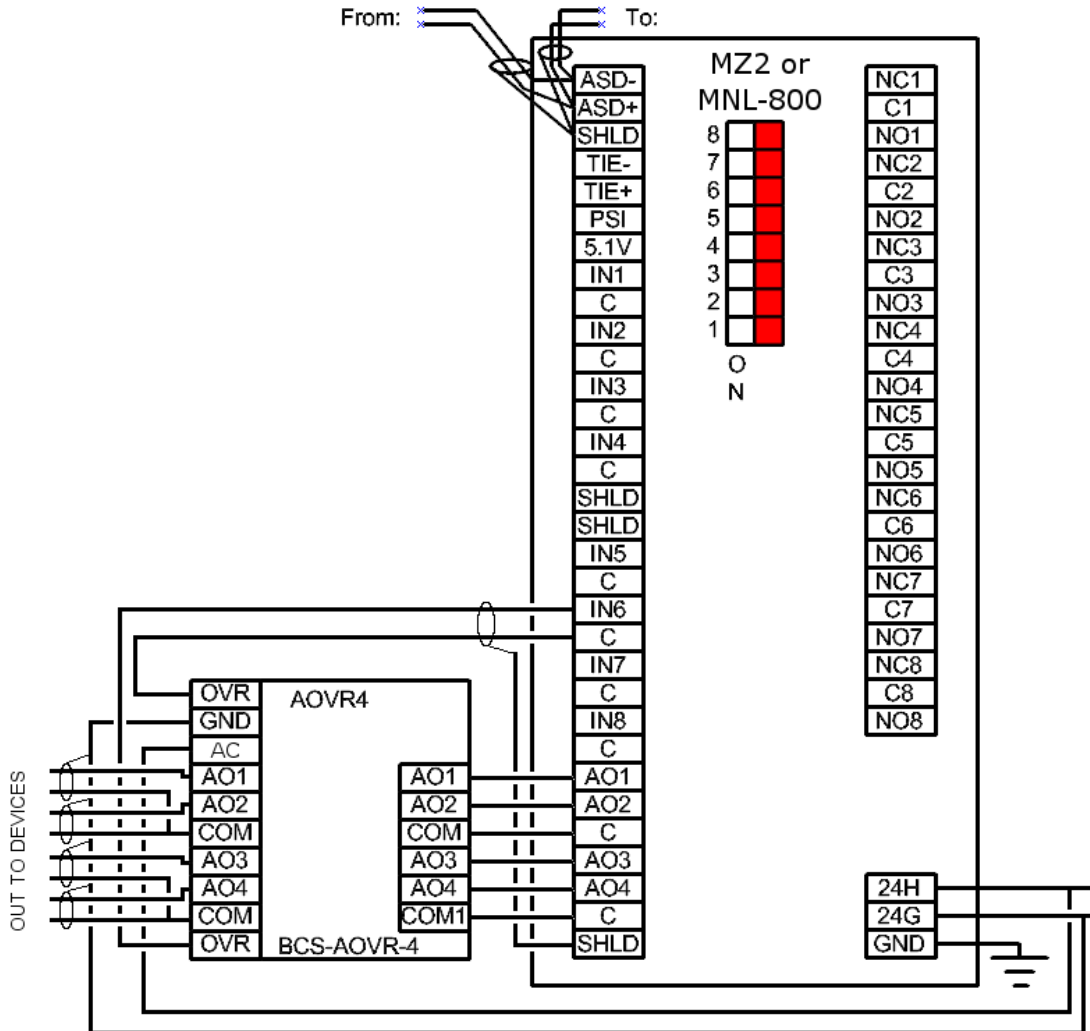 From:
To:
MZ2 or
MNL-800
8
7
6
5
4
3
2
1
O
N
ASD-
ASD+
SHLD
TIE-
TIE+
PSI
5.1V
IN1
C
IN2
C
IN3
C
IN4
C
SHLD
SHLD
IN5
C
IN6
C
IN7
C
IN8
C
AO1
AO2
C
AO3
AO4
C
SHLD
NC1
C1
NO1
NC2
C2
NO2
NC3
C3
NO3
NC4
C4
NO4
NC5
C5
NO5
NC6
C6
NO6
NC7
C7
NO7
NC8
C8
NO8
24H
24G
GND
AOVR4
OVR
GND
AC
AO1
AO2
COM
AO3
AO4
COM
OVR
AO1
AO2
COM
AO3
AO4
COM1
BCS-AOVR-4
OUT TO DEVICES